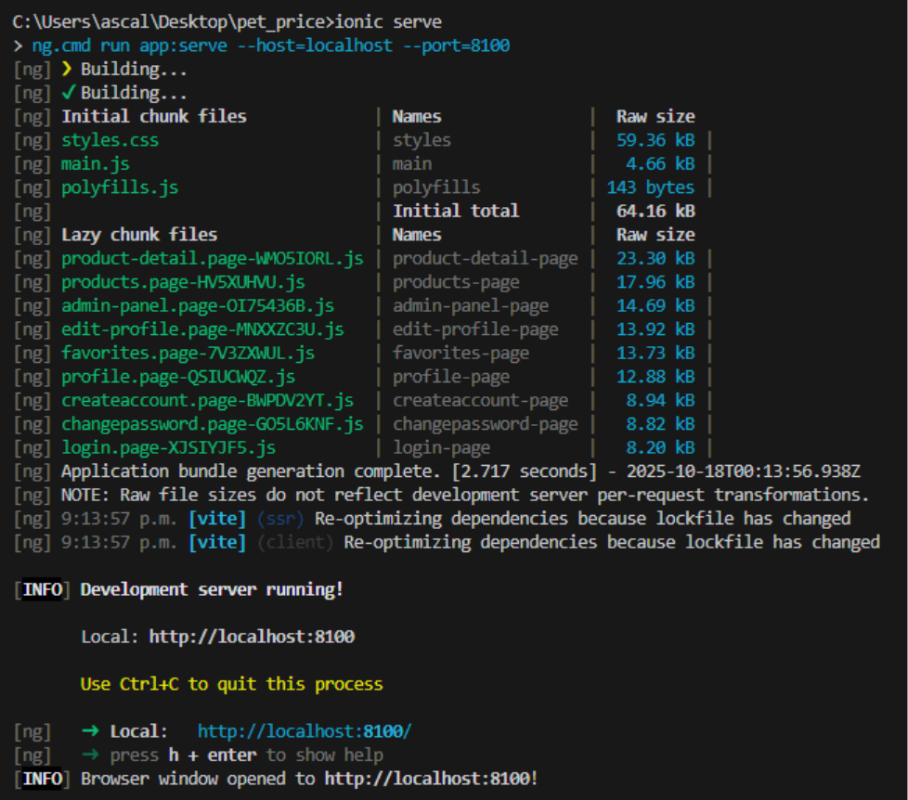 C:\Users\ascal\Desktop\pet_price>ionic serve
> ng.cmd run app:serve --host=localhost --port=8100
[ng] ❯ Building...
[ng] ✓ Building...
[ng] Initial chunk files | Names | Raw size
[ng] styles.css | styles | 59.36 kB |
[ng] main.js | main | 4.66 kB |
[ng] polyfills.js | polyfills | 143 bytes |
[ng] | Initial total | 64.16 kB
[ng] Lazy chunk files | Names | Raw size
[ng] product-detail.page-WMO5IORL.js | product-detail-page | 23.30 kB |
[ng] products.page-HV5XUHVU.js | products-page | 17.96 kB |
[ng] admin-panel.page-OI75436B.js | admin-panel-page | 14.69 kB |
[ng] edit-profile.page-MNXXZC3U.js | edit-profile-page | 13.92 kB |
[ng] favorites.page-7V3ZXWUL.js | favorites-page | 13.73 kB |
[ng] profile.page-QSIUCWQZ.js | profile-page | 12.88 kB |
[ng] createaccount.page-BWPDV2YT.js | createaccount-page | 8.94 kB |
[ng] changepassword.page-GO5L6KNF.js | changepassword-page | 8.82 kB |
[ng] login.page-XJSIYJF5.js | login-page | 8.20 kB |
[ng] Application bundle generation complete. [2.717 seconds] - 2025-10-18T00:13:56.938Z
[ng] NOTE: Raw file sizes do not reflect development server per-request transformations.
[ng] 9:13:57 p.m. [vite] (ssr) Re-optimizing dependencies because lockfile has changed
[ng] 9:13:57 p.m. [vite] (client) Re-optimizing dependencies because lockfile has changed
[INFO] Development server running!
Local: http://localhost:8100
Use Ctrl+C to quit this process
[ng] ➜ Local: http://localhost:8100/
[ng] ➜ press h + enter to show help
[INFO] Browser window opened to http://localhost:8100!